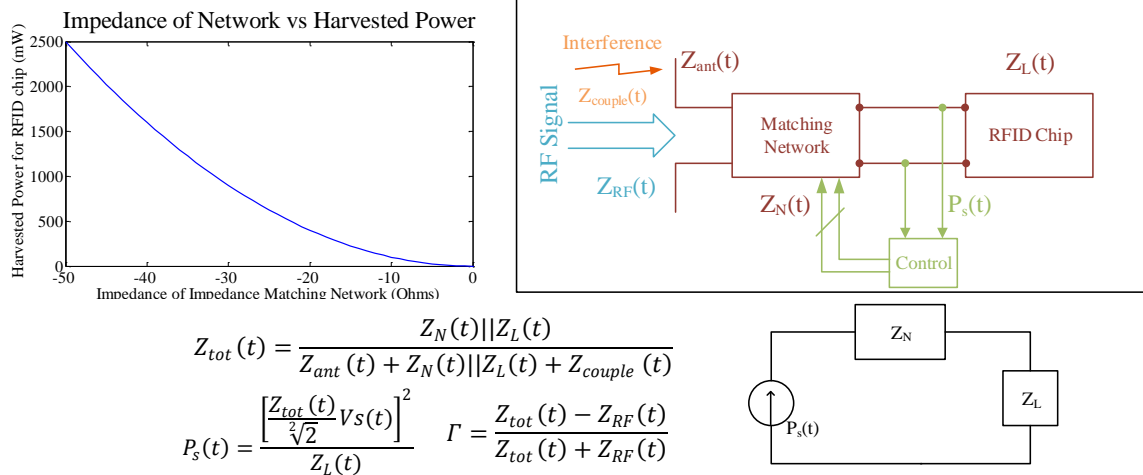 Impedance of Network vs Harvested Power
Harvested Power for RFID chip (mW)
2500
2000
1500
1000
500
0
-50
-40
-30
-20
-10
0
Impedance of Impedance Matching Network (Ohms)
Interference
Z_couple(t)
RF Signal
Z_RF(t)
Z_ant(t)
Matching
Network
Z_N(t)
Z_L(t)
RFID Chip
P_s(t)
Control
Z_tot(t) = Z_N(t)||Z_L(t) / Z_ant(t) + Z_N(t)||Z_L(t) + Z_couple(t)
P_s(t) = [Z_tot(t) / ²√2 Vs(t)]² / Z_L(t)
Γ = Z_tot(t) − Z_RF(t) / Z_tot(t) + Z_RF(t)
Z_N
Z_L
P_s(t)